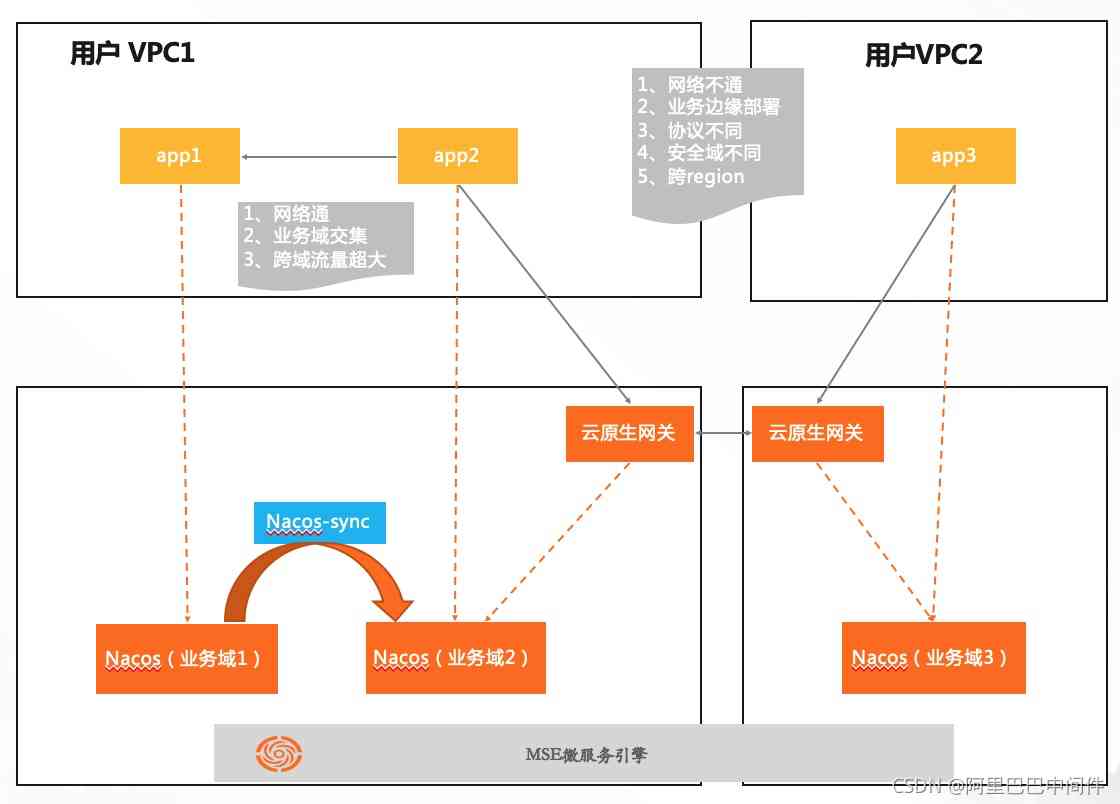 用户 VPC1
用户VPC2
1、网络不通
2、业务边缘部署
3、协议不同
4、安全域不同
5、跨region
app1
app2
app3
1、网络通
2、业务域交集
3、跨域流量超大
云原生网关
云原生网关
Nacos-sync
Nacos（业务域1）
Nacos（业务域2）
Nacos（业务域3）
MSE微服务引擎
CSDN @阿里巴巴中间件